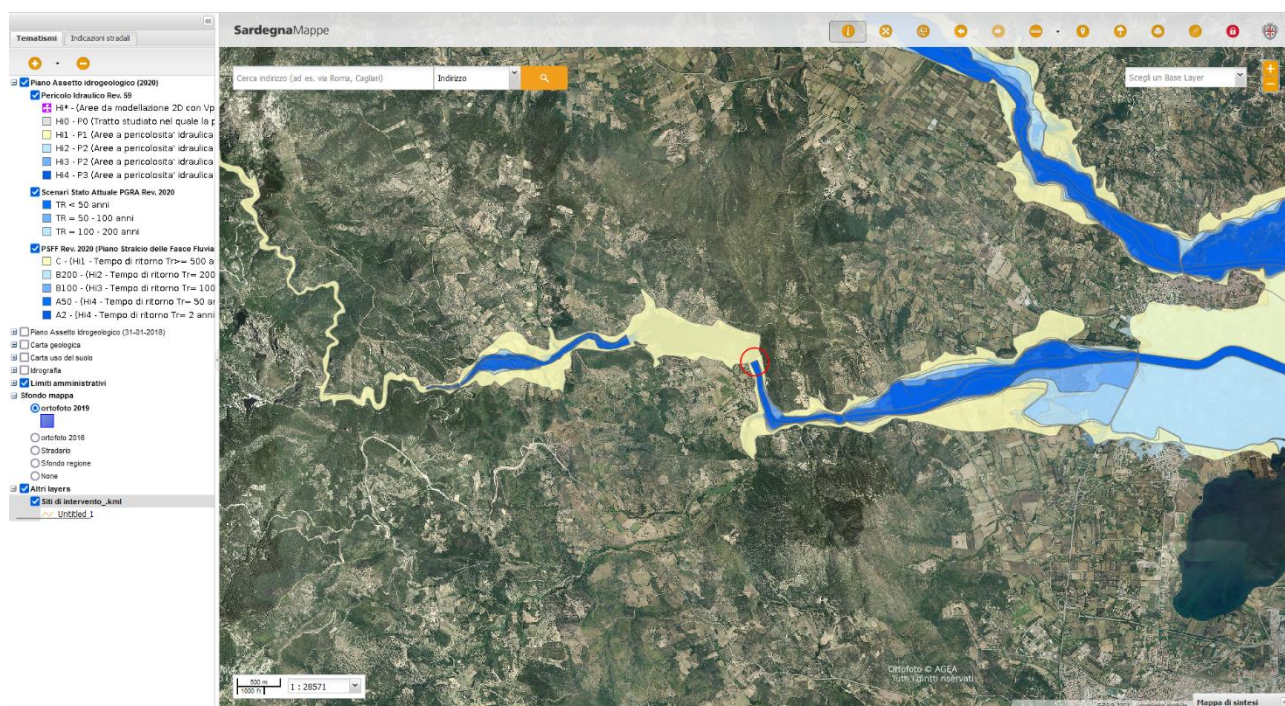 Tematismi
Indicazioni stradali
SardegnaMappe
Cerca indirizzo (ad es. via Roma, Cagliari)
Indirizzo
Scegli un Base Layer
Piano Assetto idrogeologico (2020)
Pericolo Idraulico Rev. 59
Hi* - (Aree da modellazione 2D con Vp
Hi0 - P0 (Tratto studiato nel quale la p
Hi1 - P1 (Aree a pericolosita' idraulica
Hi2 - P2 (Aree a pericolosita' idraulica
Hi3 - P2 (Aree a pericolosita' idraulica
Hi4 - P3 (Aree a pericolosita' idraulica
Scenari Stato Attuale PGRA Rev. 2020
TR < 50 anni
TR = 50 - 100 anni
TR = 100 - 200 anni
PSFF Rev. 2020 (Piano Stralcio delle Fasce Fluvia
C - (Hi1 - Tempo di ritorno Tr>= 500 a
B200 - (Hi2 - Tempo di ritorno Tr= 200
B100 - (Hi3 - Tempo di ritorno Tr= 100
A50 - (Hi4 - Tempo di ritorno Tr= 50 an
A2 - (Hi4 - Tempo di ritorno Tr= 2 anni
Piano Assetto Idrogeologico (31-01-2018)
Carta geologica
Carta uso del suolo
Idrografia
Limiti amministrativi
Sfondo mappa
ortofoto 2019
ortofoto 2016
Stradario
Sfondo regione
None
Altri layers
Siti di intervento_.kml
Untitled 1
500 m
1000 ft
1 : 28571
Ortofoto © AGEA
Tutti i diritti riservati
Mappa di sintesi